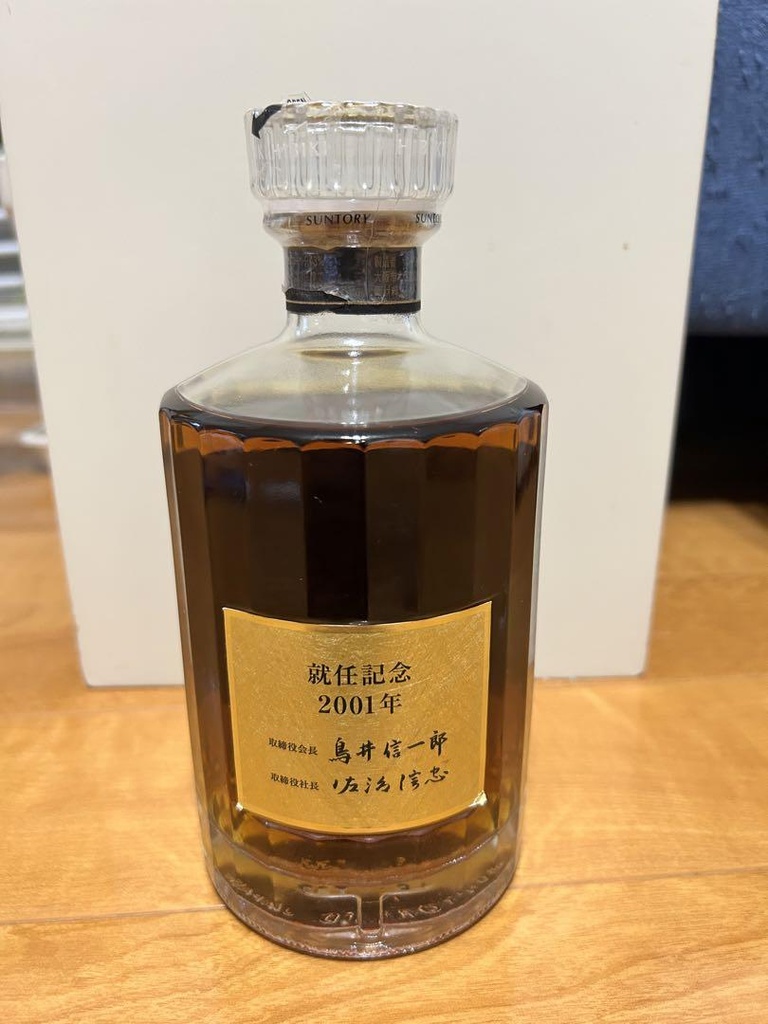 HIBIKI
SUNTORY
就任記念
2001年
取締役会長 鳥井信一郎
取締役社長 佐治信忠